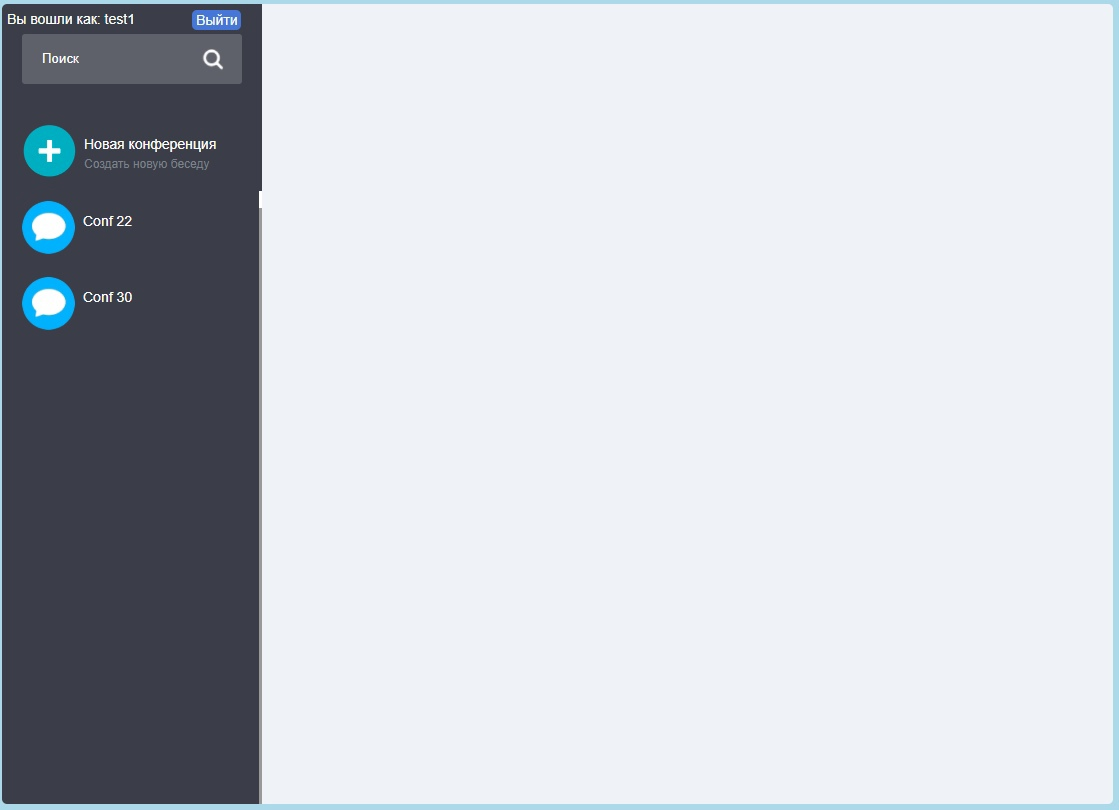 Вы вошли как: test1 Выйти
Поиск
Новая конференция
Создать новую беседу
Conf 22
Conf 30